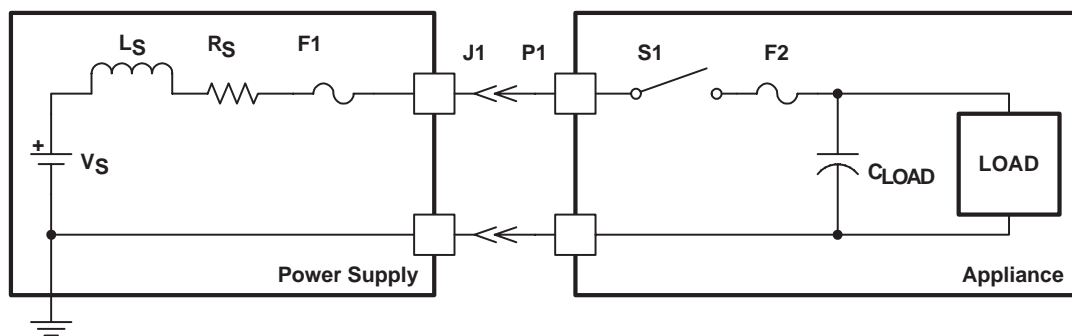 LS
RS
F1
J1
P1
S1
F2
+
VS
CLOAD
LOAD
Power Supply
Appliance